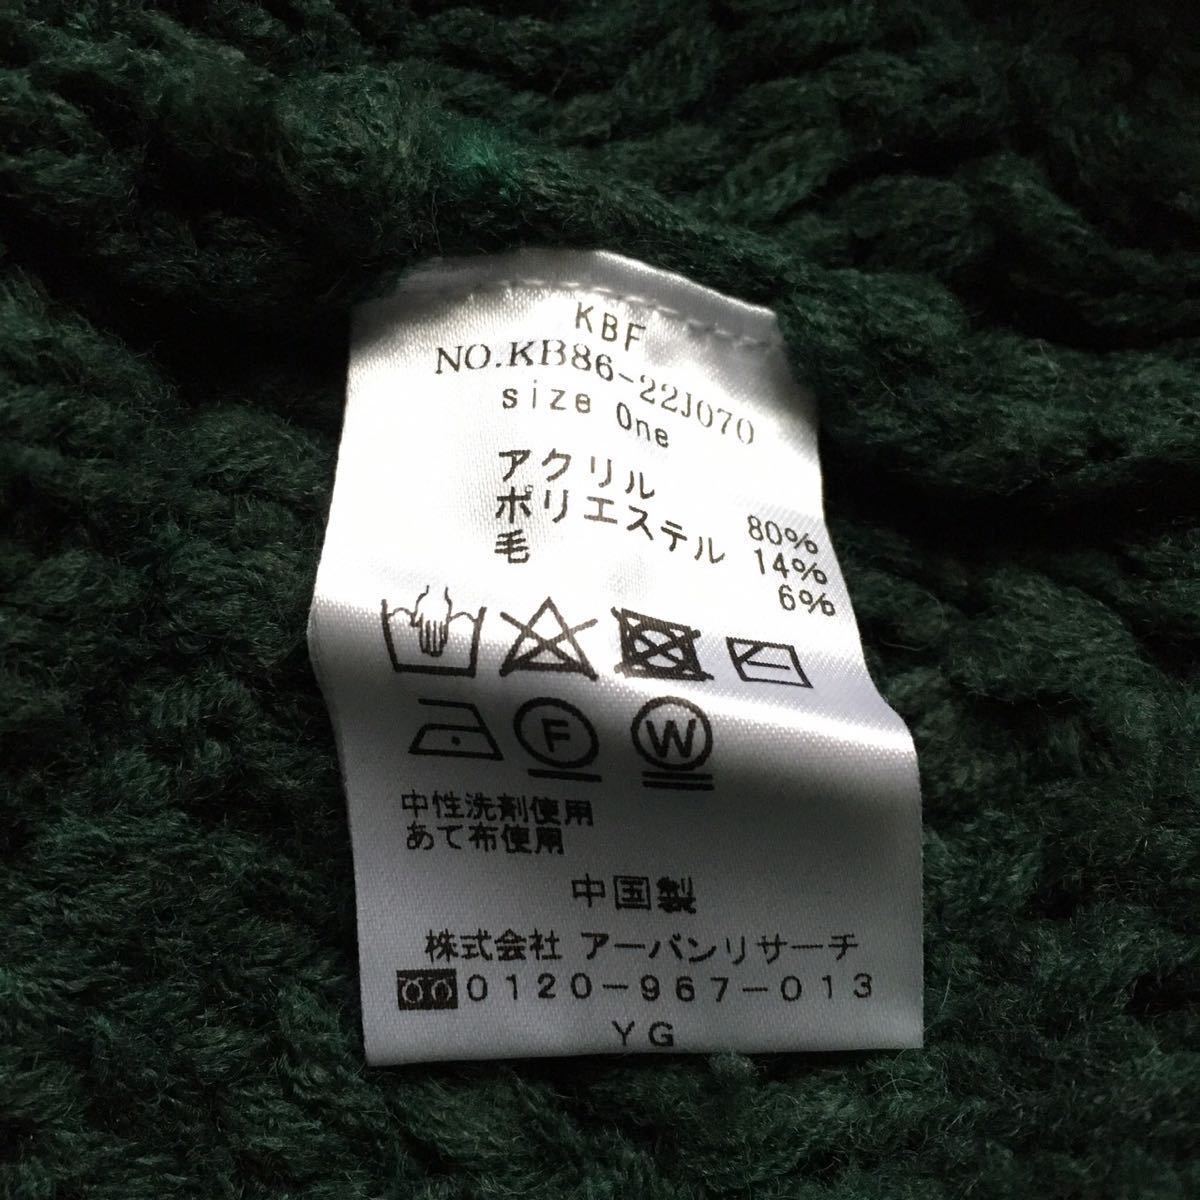 KBF
NO.KB86-22J070
size One
アクリル 80%
ポリエステル 14%
毛 6%
F W
中性洗剤使用
あて布使用
中国製
株式会社 アーバンリサーチ
0120-967-013
YG